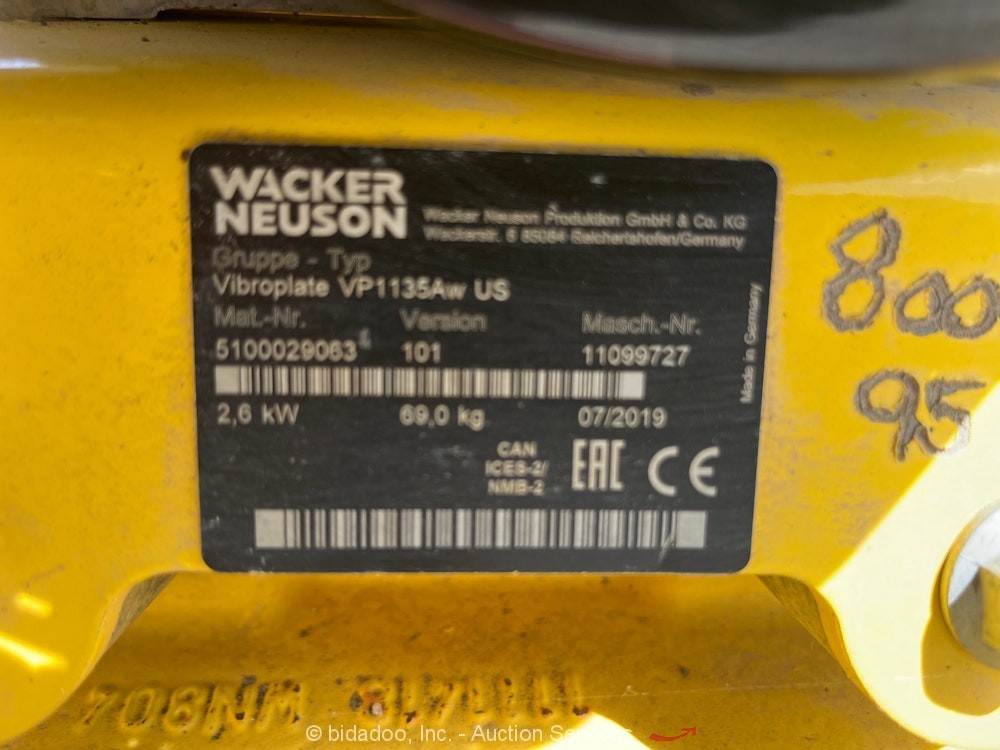 WACKER
NEUSON
Wacker Neuson Produktion GmbH & Co. KG
Wackerstr. 6 85084 Reichertshofen/Germany
Gruppe - Typ
Vibroplate VP1135Aw US
Mat.-Nr. Version Masch.-Nr.
5100029063 101 11099727
2,6 kW 69,0 kg 07/2019
CAN
ICES-2/
NMB-2
EAC CE
Made in Germany
800
95
© bidadoo, Inc. - Auction